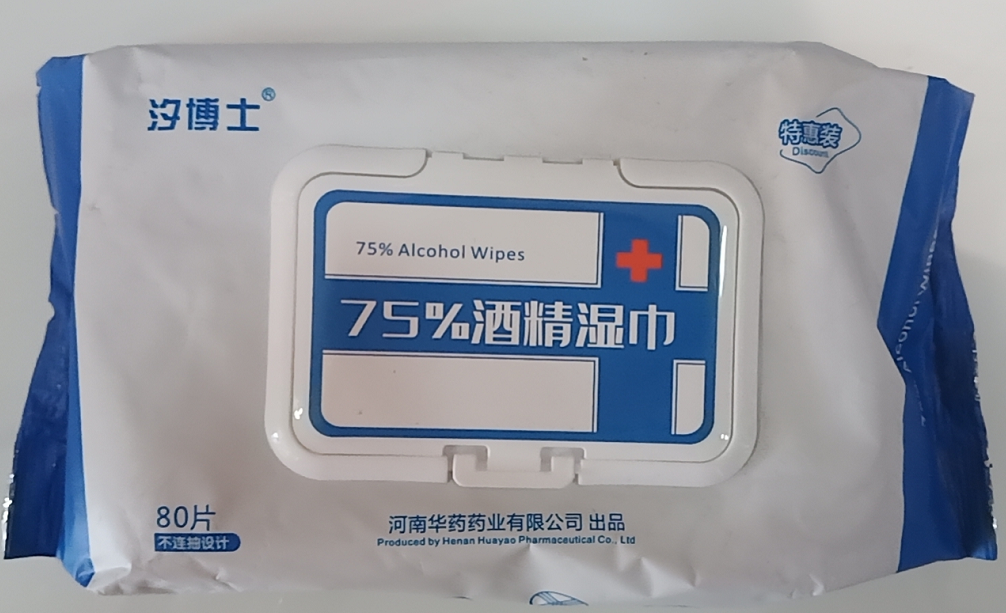 汐博士®
特惠装
Discount
75% Alcohol Wipes
75%酒精湿巾
80片
不连抽设计
河南华药药业有限公司 出品
Produced by Henan Huayao Pharmaceutical Co., Ltd
Alcohol Wipes